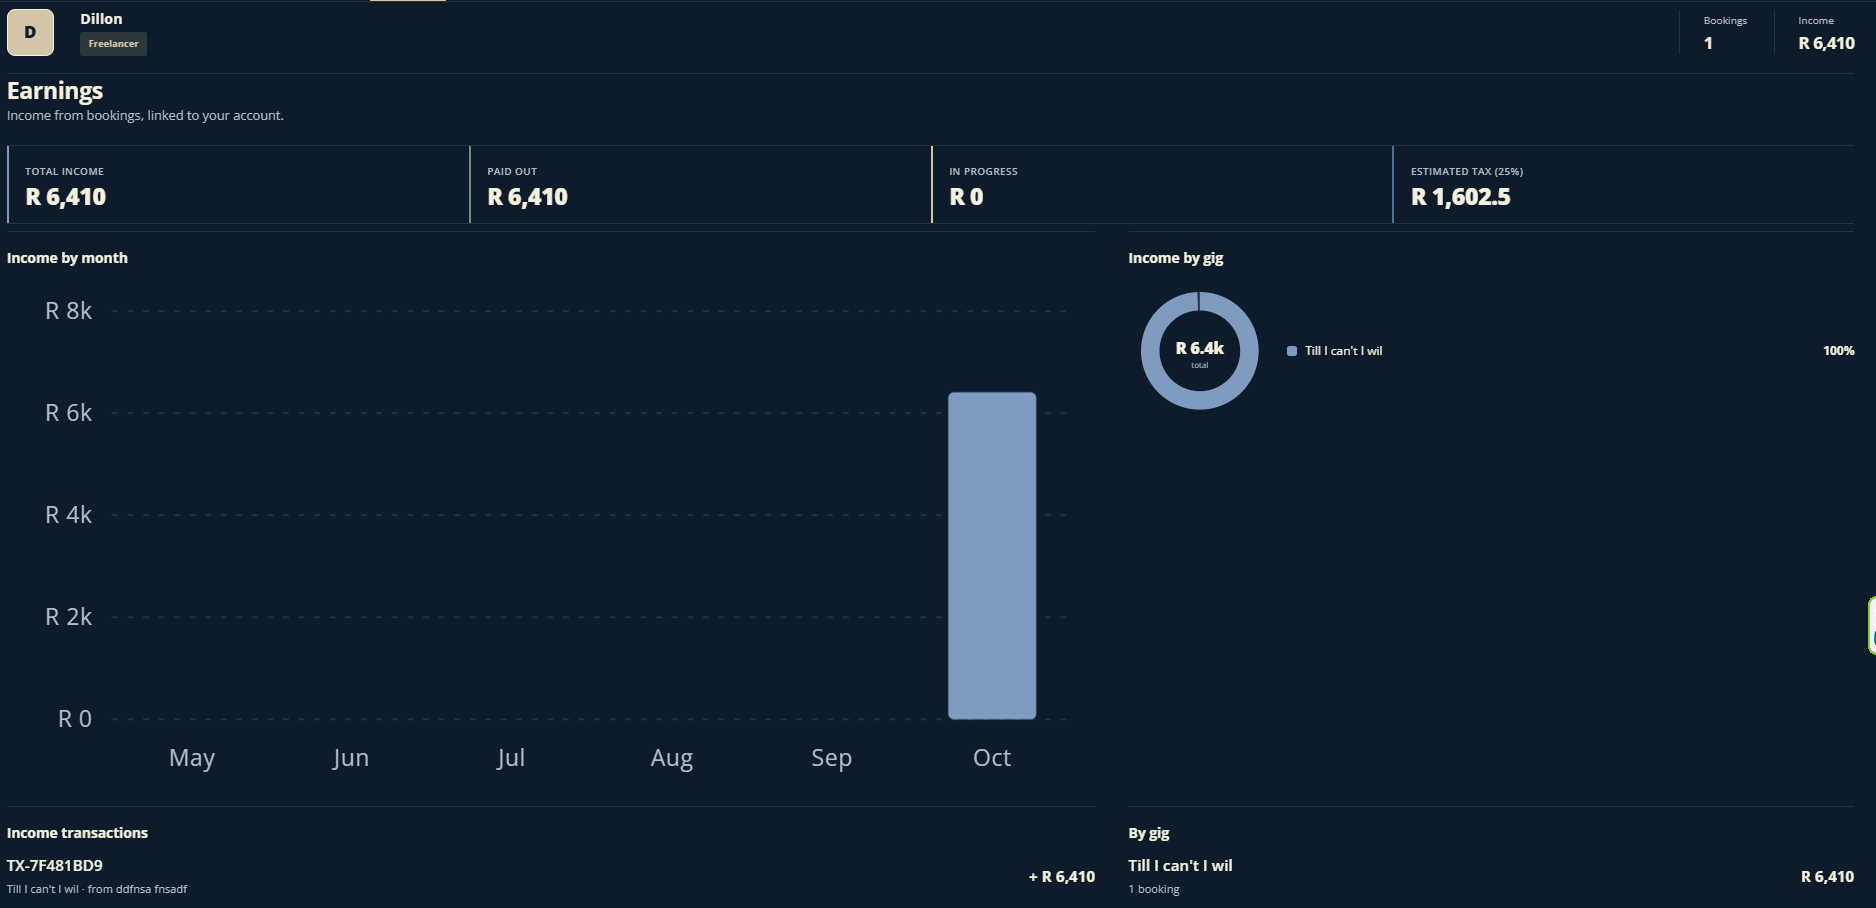 D
Dillon
Freelancer
Bookings
1
Income
R 6,410
Earnings
Income from bookings, linked to your account.
TOTAL INCOME
R 6,410
PAID OUT
R 6,410
IN PROGRESS
R 0
ESTIMATED TAX (25%)
R 1,602.5
Income by month
R 8k
R 6k
R 4k
R 2k
R 0
May Jun Jul Aug Sep Oct
Income by gig
R 6.4k
total
Till I can't I wil 100%
Income transactions
TX-7F481BD9
Till I can't I wil · from ddfnsa fnsadf
+ R 6,410
By gig
Till I can't I wil
1 booking
R 6,410